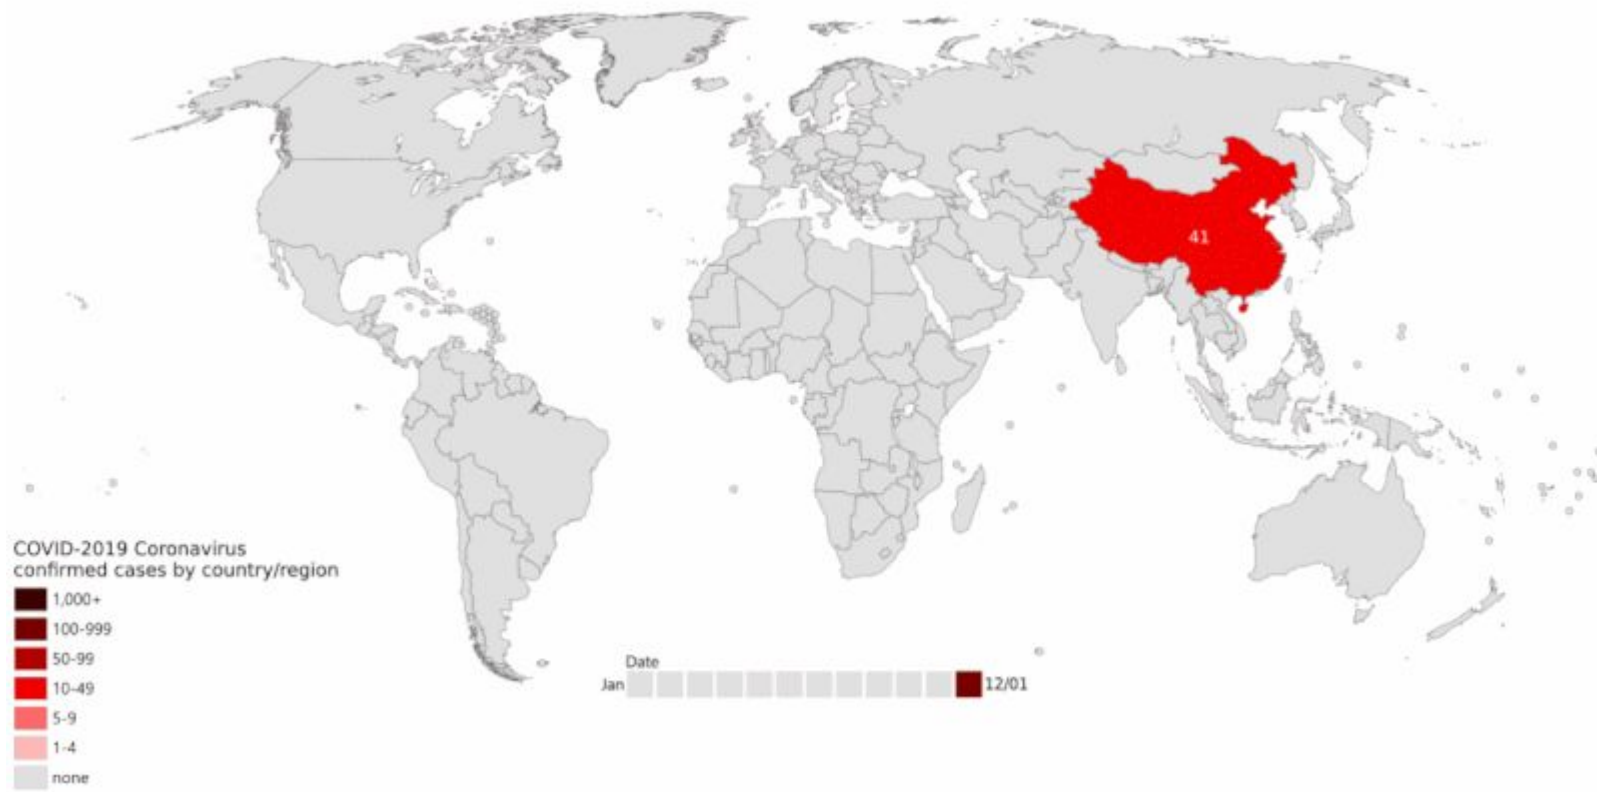 41
COVID-2019 Coronavirus
confirmed cases by country/region
1,000+
100-999
50-99
10-49
5-9
1-4
none
Date
Jan 12/01